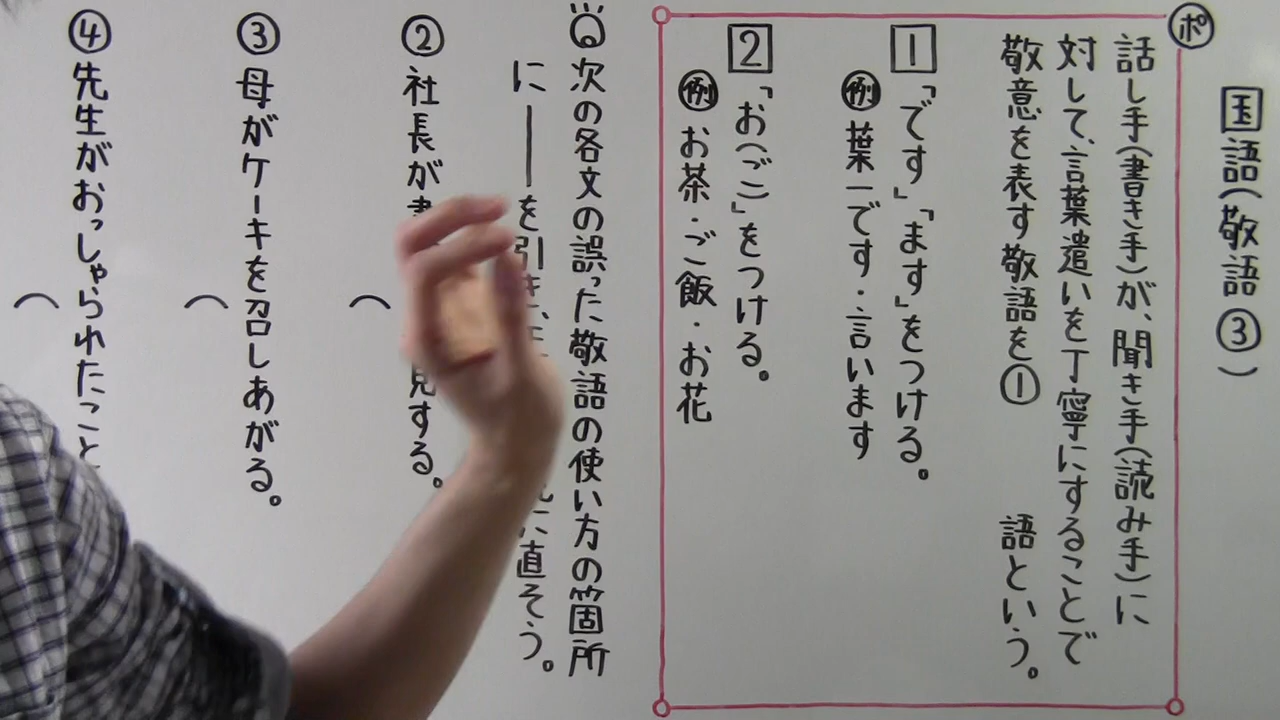 国語(敬語③)
ポ
話し手(書き手)が、聞き手(読み手)に
対して、言葉遣いを丁寧にすることで
敬意を表す敬語を① 語という。
1 「です」「ます」をつける。
例 葉一です・言います
2 「お(ご)」をつける。
例 お茶・ご飯・お花
Q 次の各文の誤った敬語の使い方の箇所
に――を引き、 に直そう。
② 社長が 見する。
(
③ 母がケーキを召しあがる。
(
④ 先生がおっしゃられたこと
(